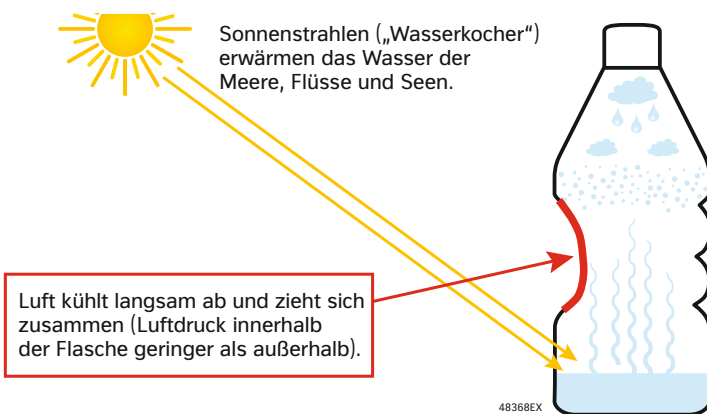 Sonnenstrahlen („Wasserkocher“)
erwärmen das Wasser der
Meere, Flüsse und Seen.
Luft kühlt langsam ab und zieht sich
zusammen (Luftdruck innerhalb
der Flasche geringer als außerhalb).
48368EX